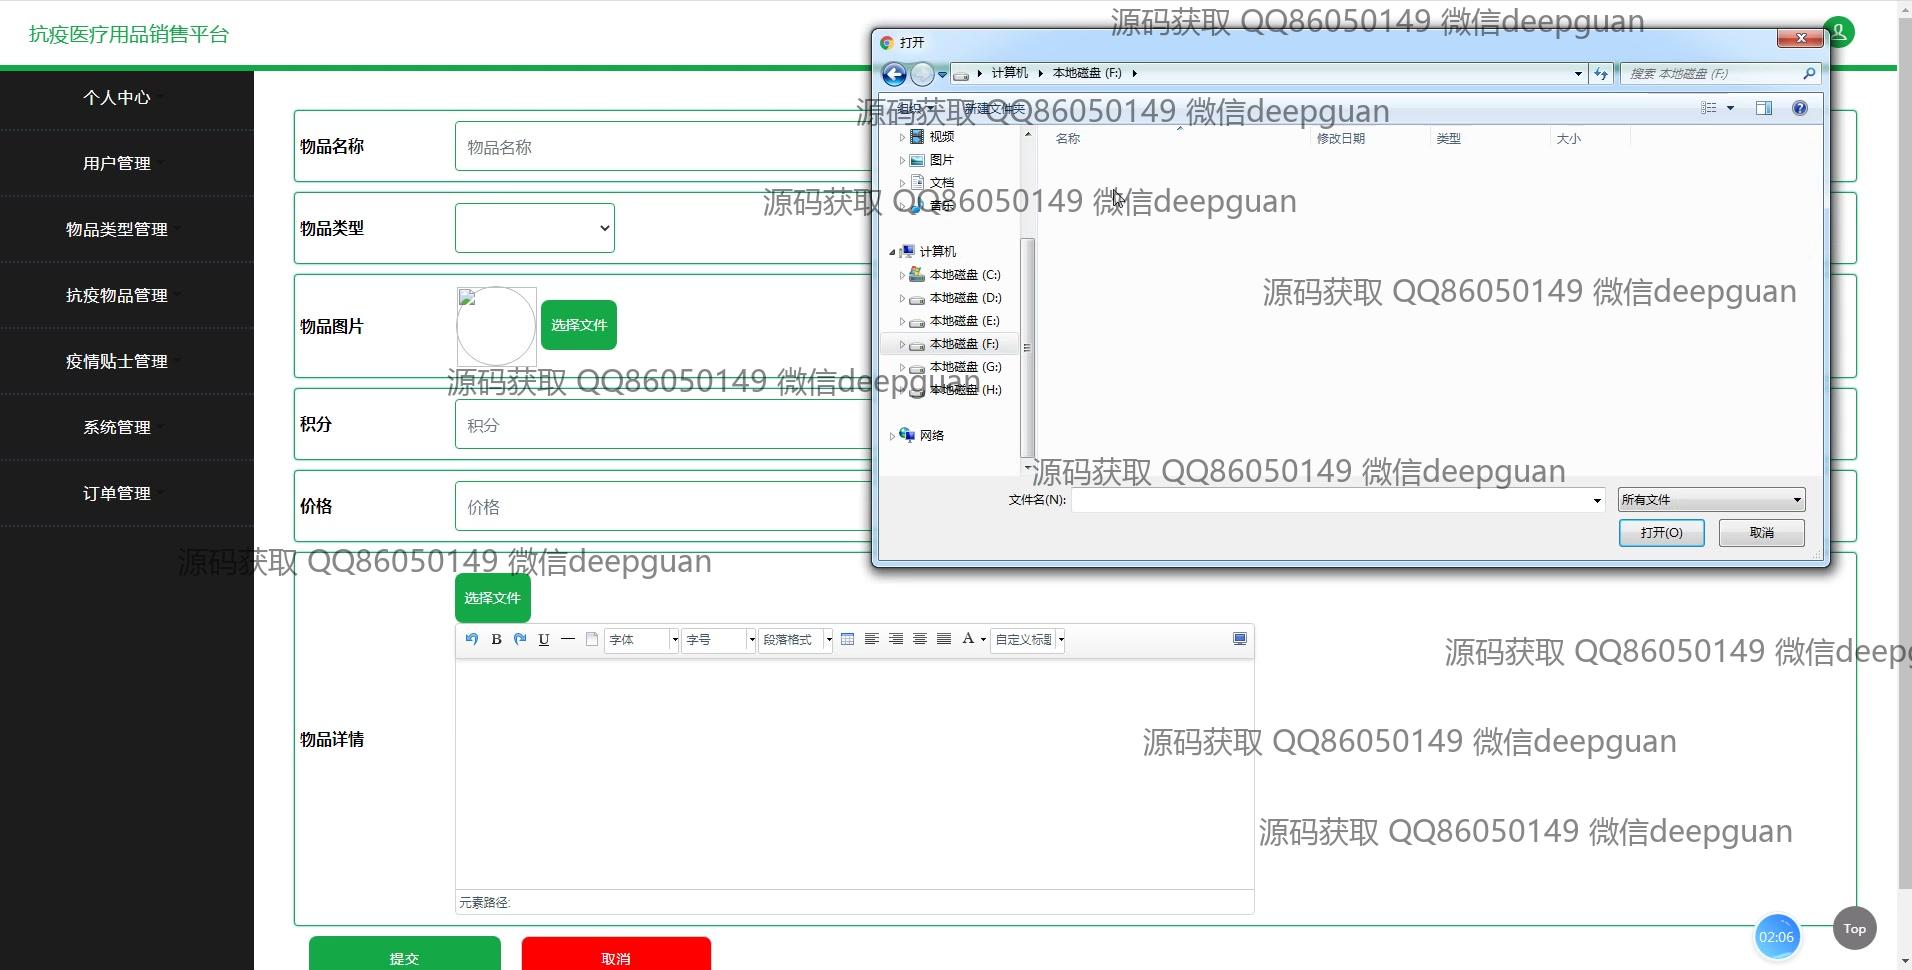 源码获取 QQ86050149 微信deepguan
抗疫医疗用品销售平台
打开
计算机
本地磁盘 (F:)
搜索 本地磁盘 (F:)
组织
新建文件夹
源码获取 QQ86050149 微信deepguan
个人中心
用户管理
物品类型管理
抗疫物品管理
疫情贴士管理
系统管理
订单管理
物品名称
物品名称
视频
图片
文档
音乐
名称
修改日期
类型
大小
源码获取 QQ86050149 微信deepguan
物品类型
计算机
本地磁盘 (C:)
本地磁盘 (D:)
本地磁盘 (E:)
本地磁盘 (F:)
本地磁盘 (G:)
本地磁盘 (H:)
网络
源码获取 QQ86050149 微信deepguan
物品图片
选择文件
源码获取 QQ86050149 微信deepguan
积分
积分
源码获取 QQ86050149 微信deepguan
价格
价格
文件名(N):
所有文件
打开(O)
取消
源码获取 QQ86050149 微信deepguan
选择文件
B
U
字体
字号
段落格式
A
自定义标题
源码获取 QQ86050149 微信deepg
物品详情
源码获取 QQ86050149 微信deepguan
源码获取 QQ86050149 微信deepguan
元素路径:
02:06
Top
提交
取消